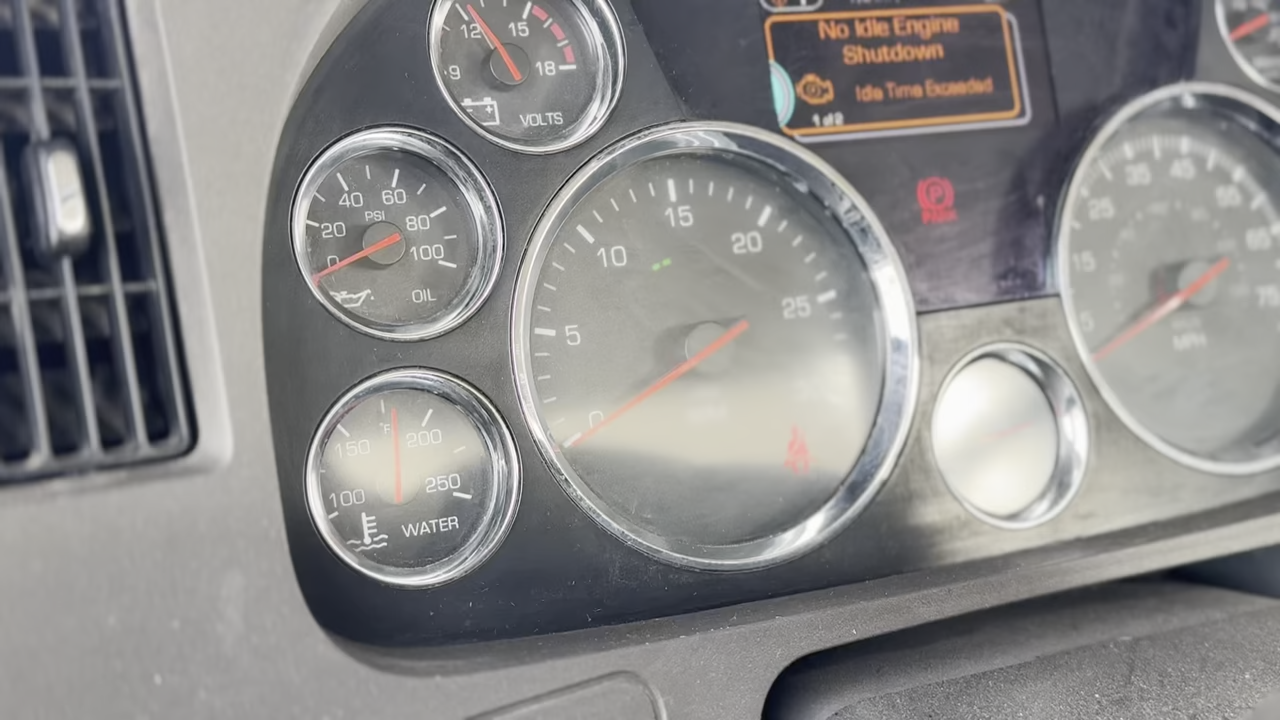 12 15
9 18
VOLTS
No Idle Engine
Shutdown
Idle Time Exceeded
1 of 2
40 60
PSI
20 80
0 100
OIL
15
10 20
5 25
0
°F
150 200
100 250
WATER
PARK
35 45
25 55
15 65
5 75
MPH